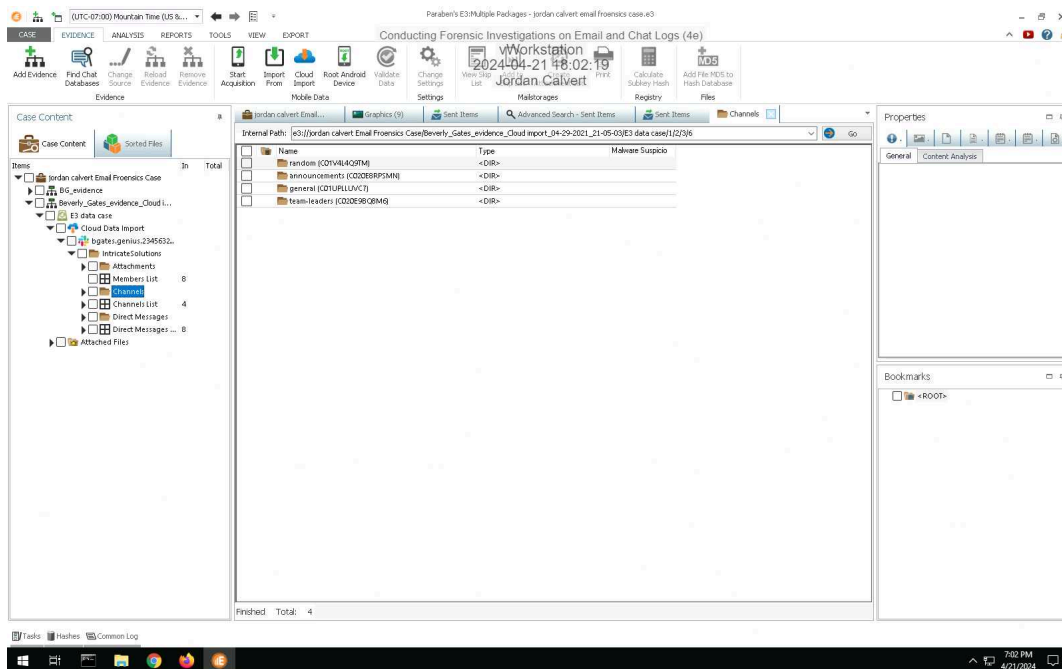 (UTC-07:00) Mountain Time (US &...
Paraben's E3:Multiple Packages - jordan calvert email froensics case.e3
CASE EVIDENCE ANALYSIS REPORTS TOOLS VIEW EXPORT
Conducting Forensic Investigations on Email and Chat Logs (4e)
vWorkstation
2024-04-21 18:02:19
Jordan Calvert
Add Evidence
Find Chat Databases
Change Source
Reload Evidence
Remove Evidence
Start Acquisition
Import From
Cloud Import
Root Android Device
Validate Data
Change Settings
View Skip List
Print
Calculate Subkey Hash
MD5
Add File MD5 to Hash Database
Evidence
Mobile Data
Settings
Mailstorages
Registry
Files
Case Content
Case Content
Sorted Files
Items In Total
jordan calvert Email Froensics Case
BG_evidence
Beverly_Gates_evidence_Cloud i...
E3 data case
Cloud Data Import
bgates.genius.2345632...
IntricateSolutions
Attachments
Members List 8
Channels
Channels List 4
Direct Messages
Direct Messages ... 8
Attached Files
jordan calvert Email...
Graphics (9)
Sent Items
Advanced Search - Sent Items
Sent Items
Channels
Internal Path: e3://jordan calvert Email Froensics Case/Beverly_Gates_evidence_Cloud import_04-29-2021_21-05-03/E3 data case/1/2/3/6
Go
Name Type Malware Suspicio
random (C01V4L4Q9TM) <DIR>
announcements (C020E8RPSMN) <DIR>
general (C01UPLLUVC7) <DIR>
team-leaders (C020E9BQ8M6) <DIR>
Finished Total: 4
Properties
General Content Analysis
Bookmarks
<ROOT>
Tasks Hashes Common Log
7:02 PM
4/21/2024